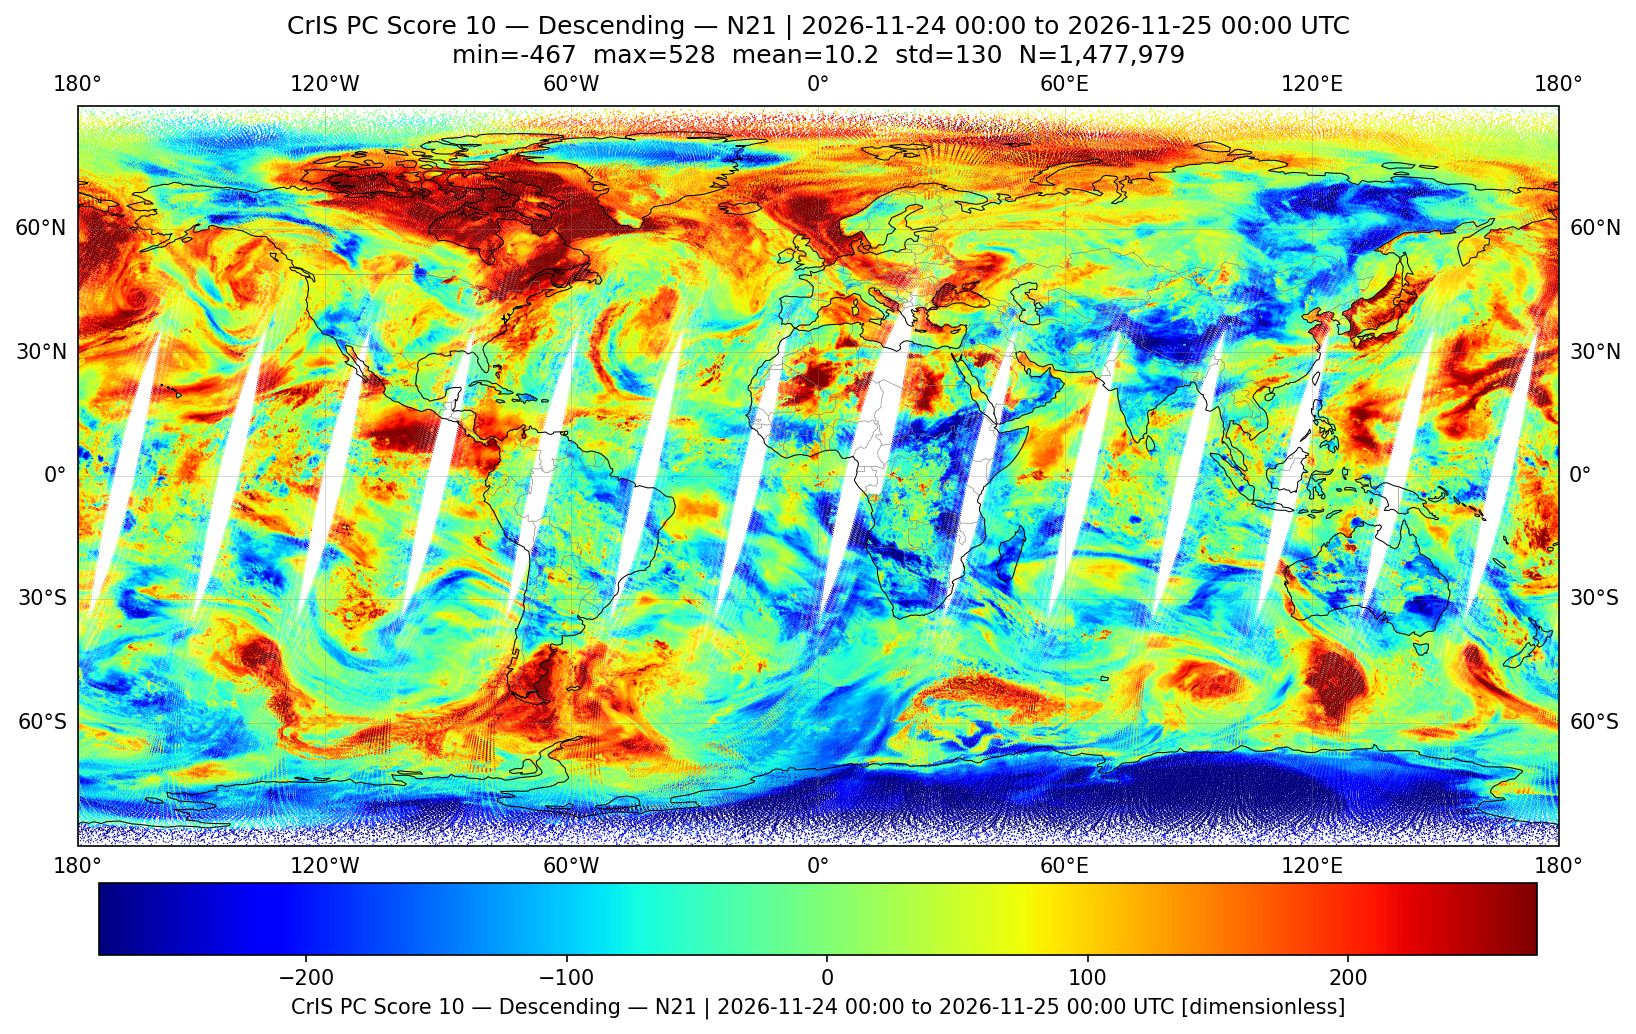 CrIS PC Score 10 — Descending — N21 | 2026-11-24 00:00 to 2026-11-25 00:00 UTC
min=-467  max=528  mean=10.2  std=130  N=1,477,979
180° 120°W 60°W 0° 60°E 120°E 180°
60°N 60°N
30°N 30°N
0° 0°
30°S 30°S
60°S 60°S
180° 120°W 60°W 0° 60°E 120°E 180°
−200 −100 0 100 200
CrIS PC Score 10 — Descending — N21 | 2026-11-24 00:00 to 2026-11-25 00:00 UTC [dimensionless]